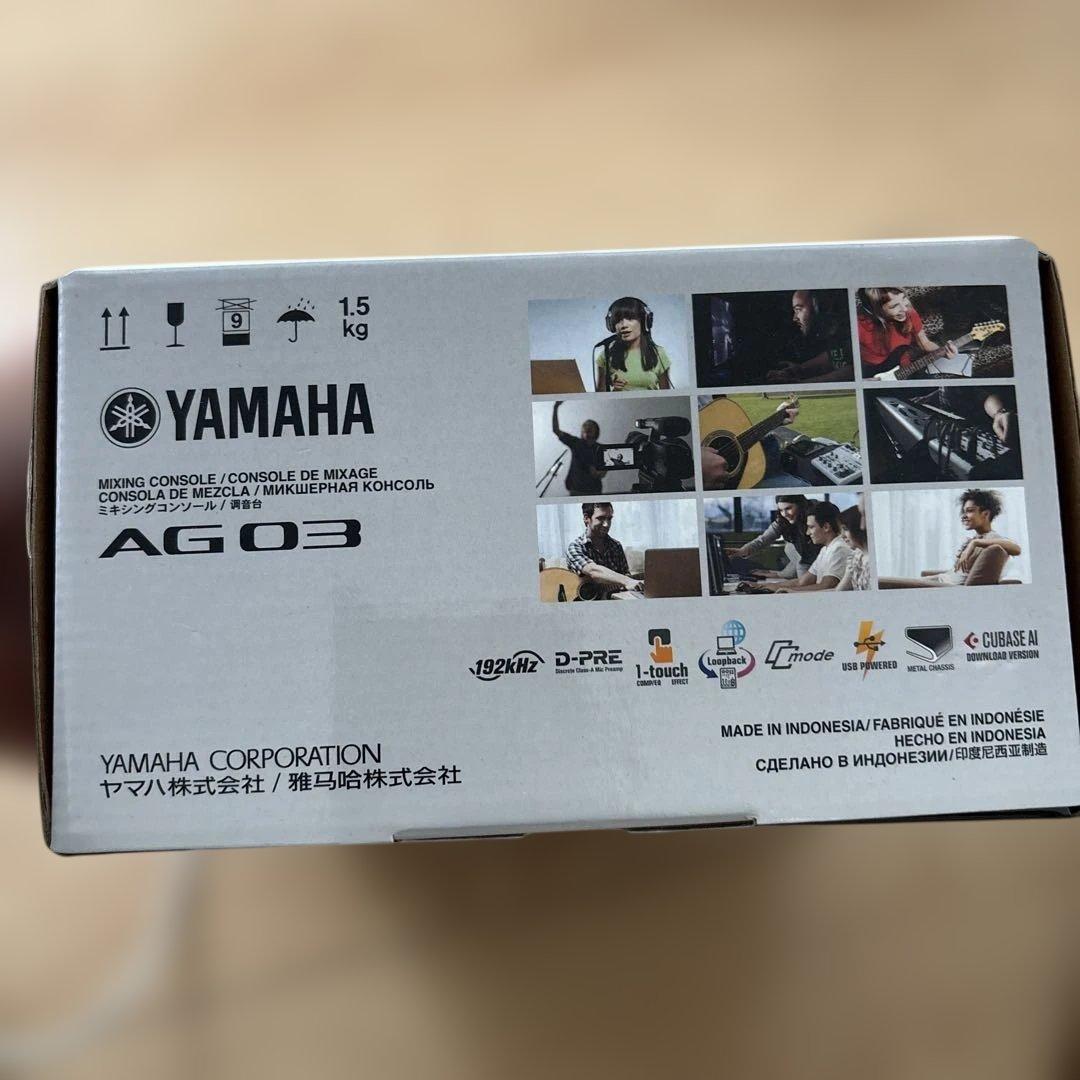 9
1.5
kg
YAMAHA
MIXING CONSOLE / CONSOLE DE MIXAGE
CONSOLA DE MEZCLA / МИКШЕРНАЯ КОНСОЛЬ
ミキシングコンソール / 调音台
AG03
192kHz
D-PRE
Discrete Class-A Mic Preamp
1-touch
COMP/EQ EFFECT
Loopback
mode
USB POWERED
METAL CHASSIS
CUBASE AI
DOWNLOAD VERSION
MADE IN INDONESIA / FABRIQUÉ EN INDONÉSIE
HECHO EN INDONESIA
СДЕЛАНО В ИНДОНЕЗИИ / 印度尼西亚制造
YAMAHA CORPORATION
ヤマハ株式会社 / 雅马哈株式会社